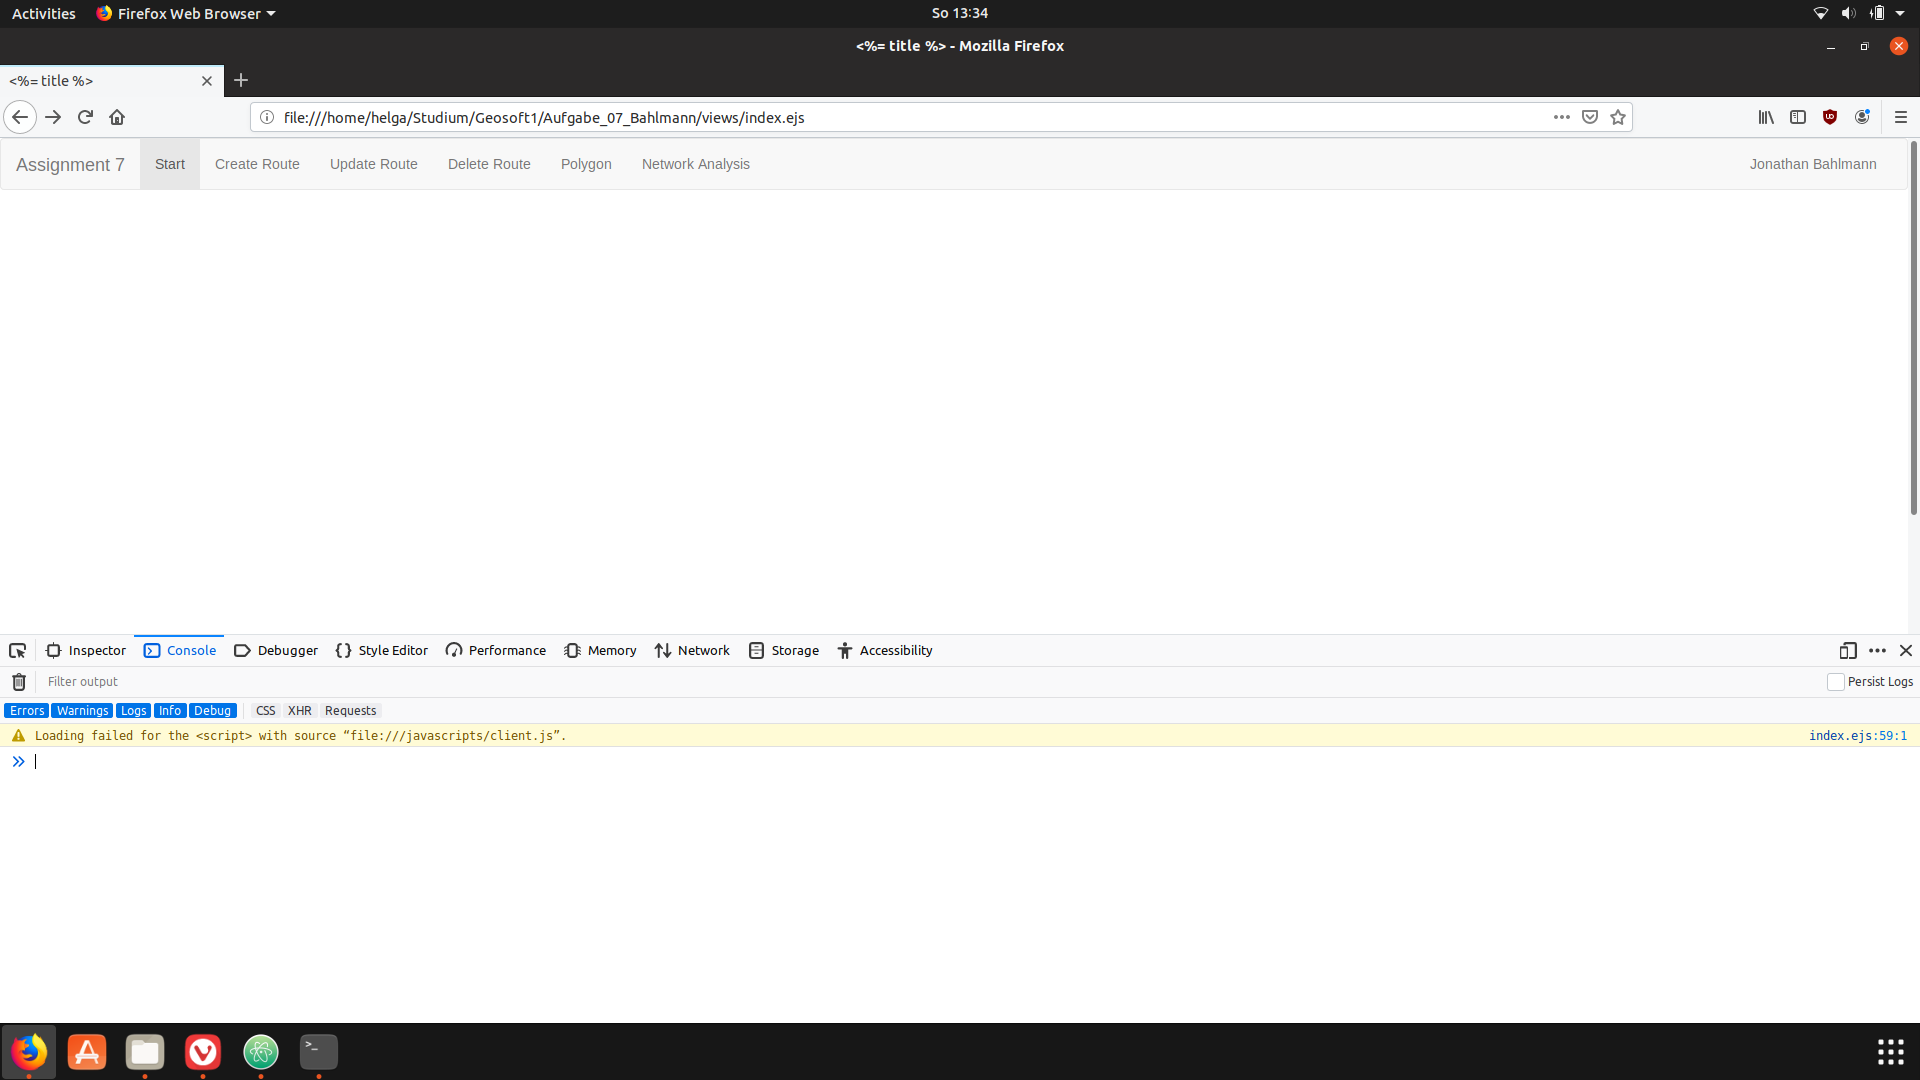 Activities Firefox Web Browser So 13:34
<%= title %> - Mozilla Firefox
<%= title %>
file:///home/helga/Studium/Geosoft1/Aufgabe_07_Bahlmann/views/index.ejs
Assignment 7 Start Create Route Update Route Delete Route Polygon Network Analysis Jonathan Bahlmann
Inspector Console Debugger Style Editor Performance Memory Network Storage Accessibility
Filter output Persist Logs
Errors Warnings Logs Info Debug CSS XHR Requests
Loading failed for the <script> with source “file:///javascripts/client.js”. index.ejs:59:1